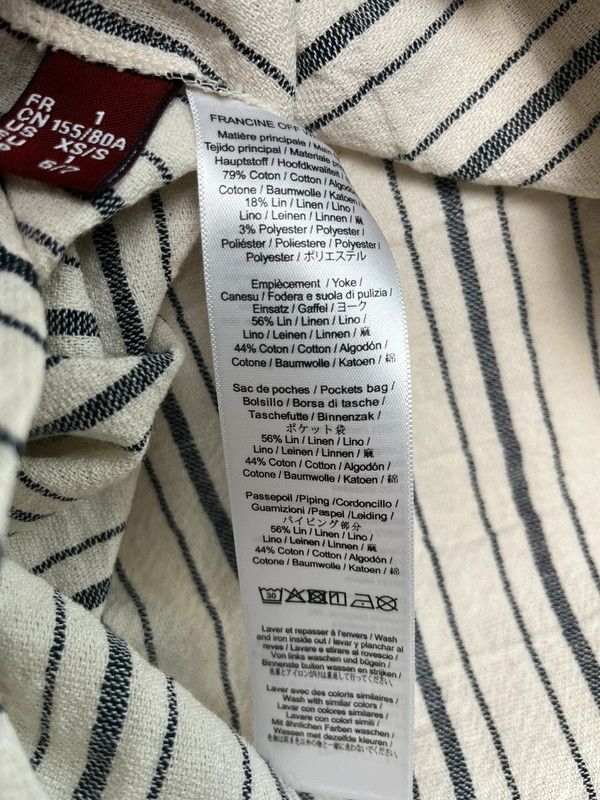 FR 1
CN 155/80A
US XS/S
EU 1
6/7
FRANCINE OFF
Matière principale / Main
Tejido principal / Materiale
Hauptstoff / Hoofdkwaliteit /
79% Coton / Cotton / Algodó
Cotone / Baumwolle / Katoen /
18% Lin / Linen / Lino /
Lino / Leinen / Linnen / 麻
3% Polyester / Polyester /
Poliéster / Poliestere / Polyester /
Polyester / ポリエステル
Empiècement / Yoke /
Canesu / Fodera e suola di pulizia /
Einsatz / Gaffel / ヨーク
56% Lin / Linen / Lino /
Lino / Leinen / Linnen / 麻
44% Coton / Cotton / Algodón /
Cotone / Baumwolle / Katoen / 綿
Sac de poches / Pockets bag /
Bolsillo / Borsa di tasche /
Taschefutte / Binnenzak /
ポケット袋
56% Lin / Linen / Lino /
Lino / Leinen / Linnen / 麻
44% Coton / Cotton / Algodón /
Cotone / Baumwolle / Katoen / 綿
Passepoil /Piping /Cordoncillo /
Guarnizioni /Paspel /Leiding /
パイピング部分
56% Lin / Linen / Lino /
Lino / Leinen / Linnen / 麻
44% Coton / Cotton / Algodón /
Cotone / Baumwolle / Katoen / 綿
30
Laver et repasser à l'envers / Wash
and iron inside out / lavar y planchar al
reves / Lavare e stirare al rovescio /
Von links waschen und bügeln /
Binnenste buiten wassen en strijken /
Laver avec des coloris similaires /
Wash with similar colors /
Lavar con colores similares /
Lavare con colori simili /
Mit ähnlichen Farben waschen /
Wassen met dezelfde kleuren /